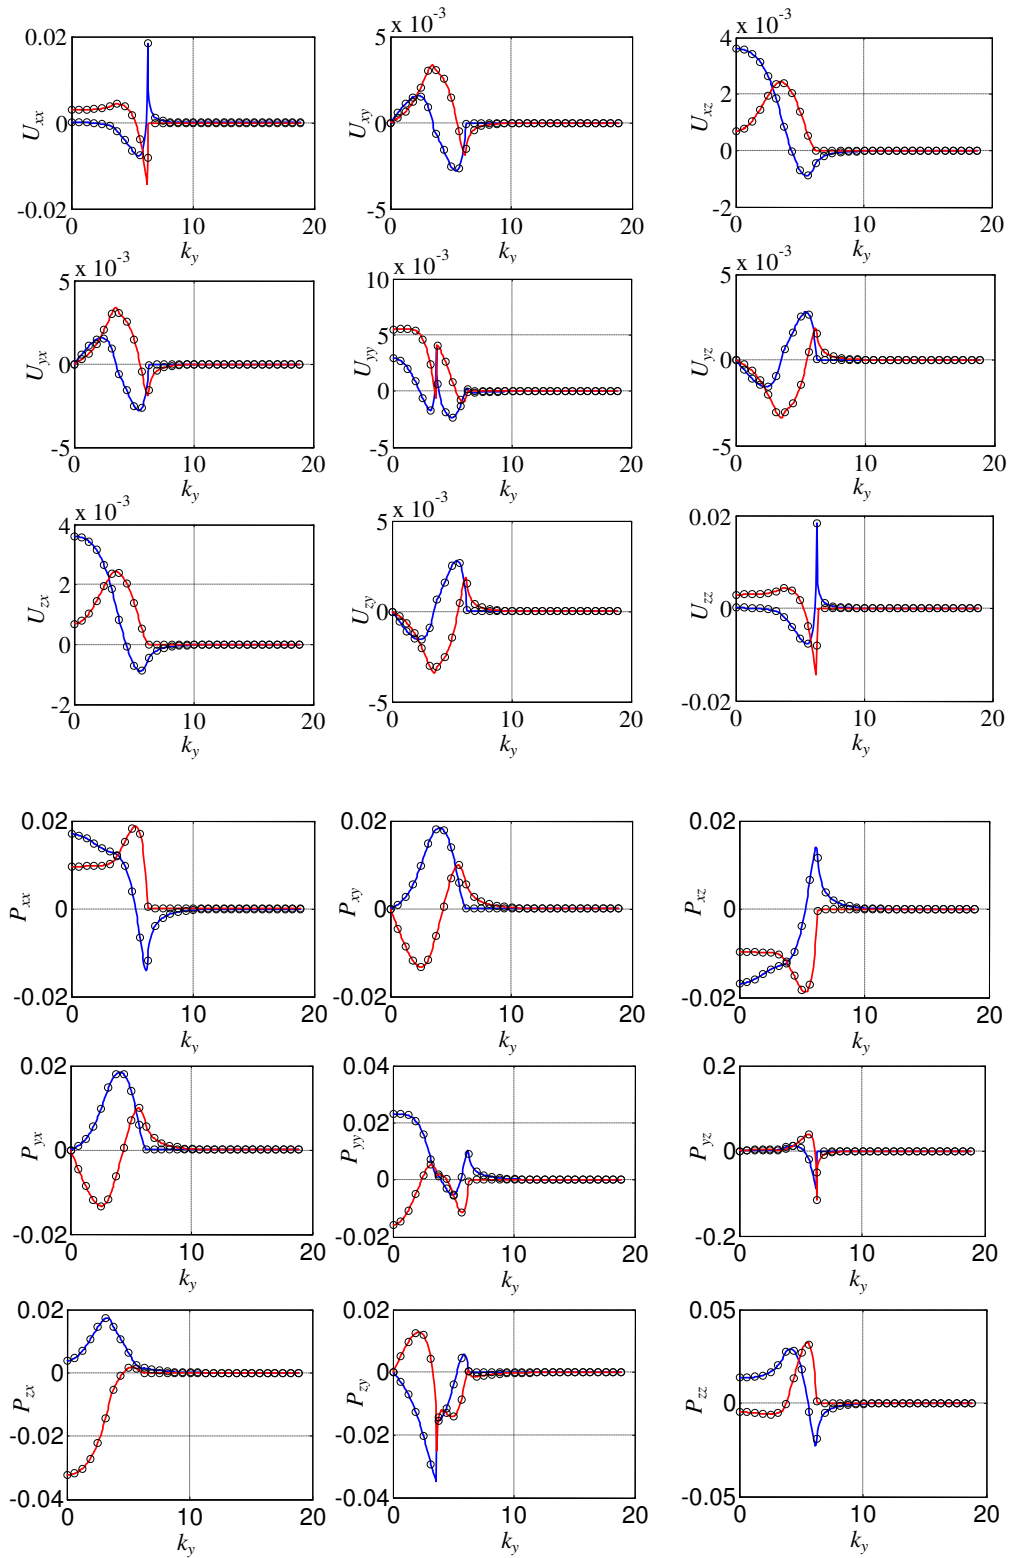 x 10^-3 x 10^-3
0.02 5 4
U_xx U_xy U_xz
2
0 0 0
-0.02 -5 -2
0 10 20 0 10 20 0 10 20
k_y k_y k_y
x 10^-3 x 10^-3 x 10^-3
5 10 5
U_yx U_yy U_yz
5
0 0 0
-5 -5 -5
0 10 20 0 10 20 0 10 20
k_y k_y k_y
x 10^-3 x 10^-3
4 5 0.02
U_zx U_zy U_zz
2
0 0 0
-2 -5 -0.02
0 10 20 0 10 20 0 10 20
k_y k_y k_y
0.02 0.02 0.02
P_xx P_xy P_xz
0 0 0
-0.02 -0.02 -0.02
0 10 20 0 10 20 0 10 20
k_y k_y k_y
0.02 0.04 0.2
P_yx P_yy P_yz
0.02
0 0 0
-0.02 -0.02 -0.2
0 10 20 0 10 20 0 10 20
k_y k_y k_y
0.02 0.02 0.05
P_zx P_zy P_zz
0 0 0
-0.02 -0.02
-0.04 -0.04 -0.05
0 10 20 0 10 20 0 10 20
k_y k_y k_y